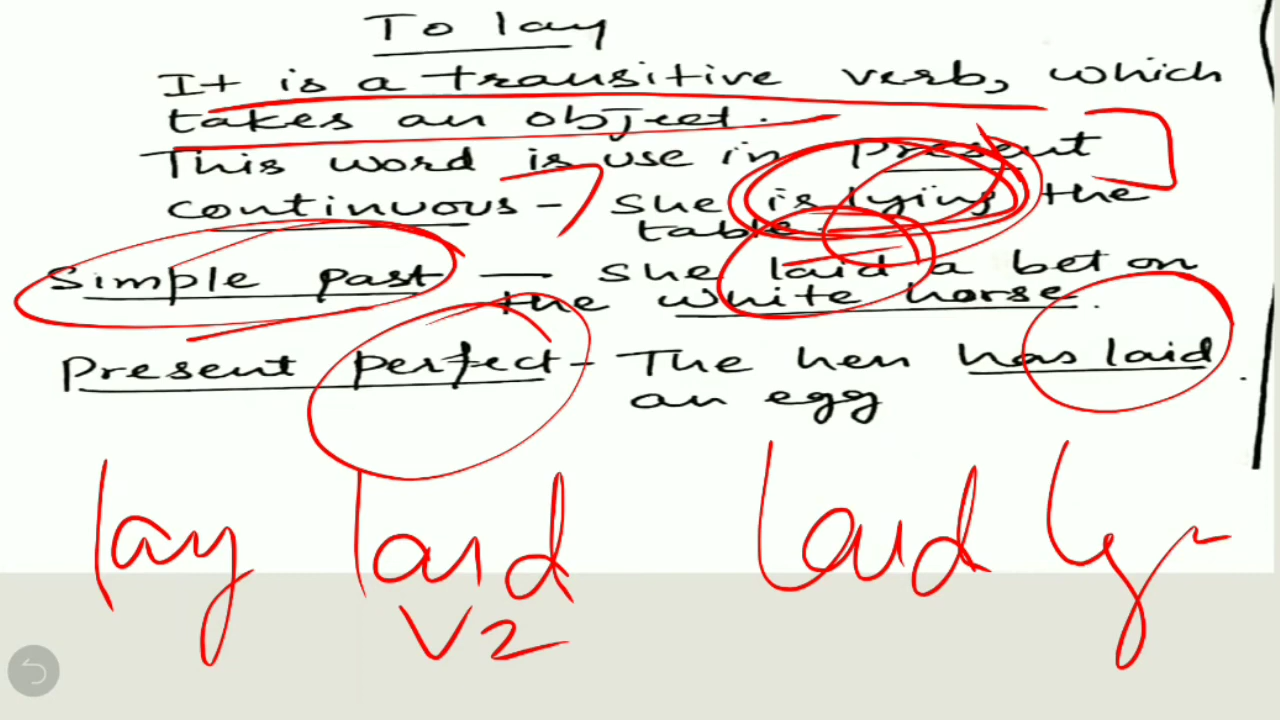 To lay
It is a transitive verb, which
takes an object.
This word is use in present
continuous - she is lying the
table.
Simple past - she laid a bet on
the white horse.
Present perfect - The hen has laid
an egg
lay laid laid
V2